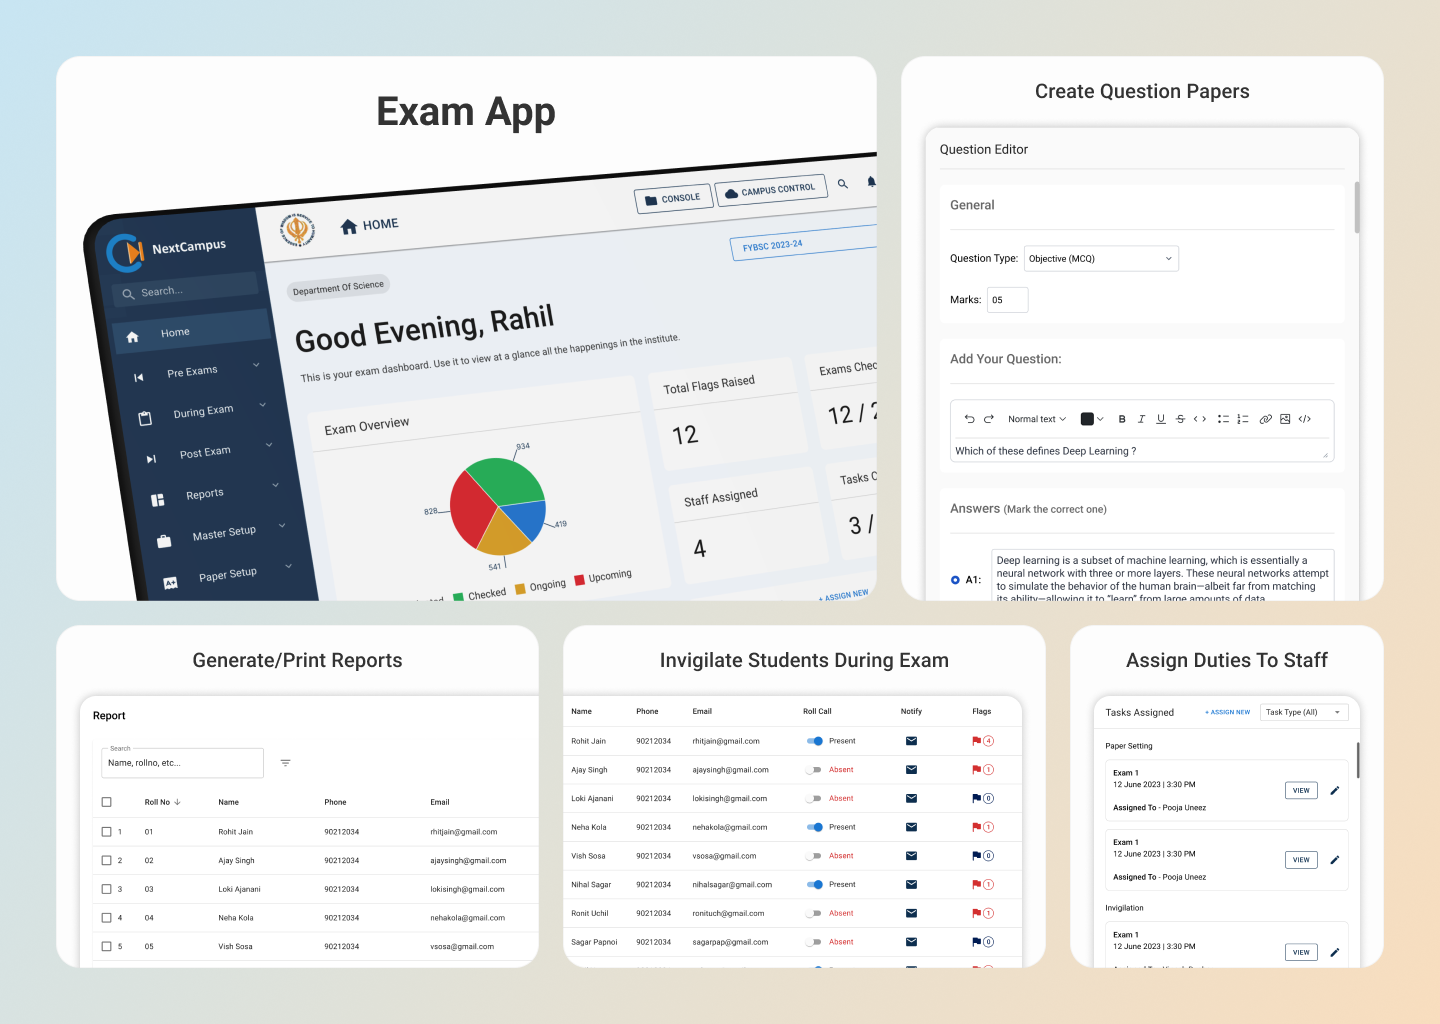 Exam App
NextCampus
Search...
Home
Pre Exams
During Exam
Post Exam
Reports
Master Setup
Paper Setup
HOME
CONSOLE
CAMPUS CONTROL
FYBSC 2023-24
Department Of Science
Good Evening, Rahil
This is your exam dashboard. Use it to view at a glance all the happenings in the institute.
Exam Overview
934
828
419
541
Checked
Ongoing
Upcoming
Total Flags Raised
12
Exams Chec
12 / 2
Staff Assigned
4
Tasks C
3 /
+ ASSIGN NEW
Create Question Papers
Question Editor
General
Question Type: Objective (MCQ)
Marks: 05
Add Your Question:
Normal text
Which of these defines Deep Learning ?
Answers (Mark the correct one)
A1:
Deep learning is a subset of machine learning, which is essentially a
neural network with three or more layers. These neural networks attempt
to simulate the behavior of the human brain—albeit far from matching
its ability—allowing it to “learn” from large amounts of data.
Generate/Print Reports
Report
Search
Name, rollno, etc...
Roll No Name Phone Email
1 01 Rohit Jain 90212034 rhitjain@gmail.com
2 02 Ajay Singh 90212034 ajaysingh@gmail.com
3 03 Loki Ajanani 90212034 lokisingh@gmail.com
4 04 Neha Kola 90212034 nehakola@gmail.com
5 05 Vish Sosa 90212034 vsosa@gmail.com
Invigilate Students During Exam
Name Phone Email Roll Call Notify Flags
Rohit Jain 90212034 rhitjain@gmail.com Present 4
Ajay Singh 90212034 ajaysingh@gmail.com Absent 1
Loki Ajanani 90212034 lokisingh@gmail.com Absent 0
Neha Kola 90212034 nehakola@gmail.com Present 1
Vish Sosa 90212034 vsosa@gmail.com Absent 0
Nihal Sagar 90212034 nihalsagar@gmail.com Present 1
Ronit Uchil 90212034 ronituch@gmail.com Absent 1
Sagar Papnoi 90212034 sagarpap@gmail.com Absent 0
Assign Duties To Staff
Tasks Assigned + ASSIGN NEW Task Type (All)
Paper Setting
Exam 1
12 June 2023 | 3:30 PM
VIEW
Assigned To - Pooja Uneez
Exam 1
12 June 2023 | 3:30 PM
VIEW
Assigned To - Pooja Uneez
Invigilation
Exam 1
12 June 2023 | 3:30 PM
VIEW